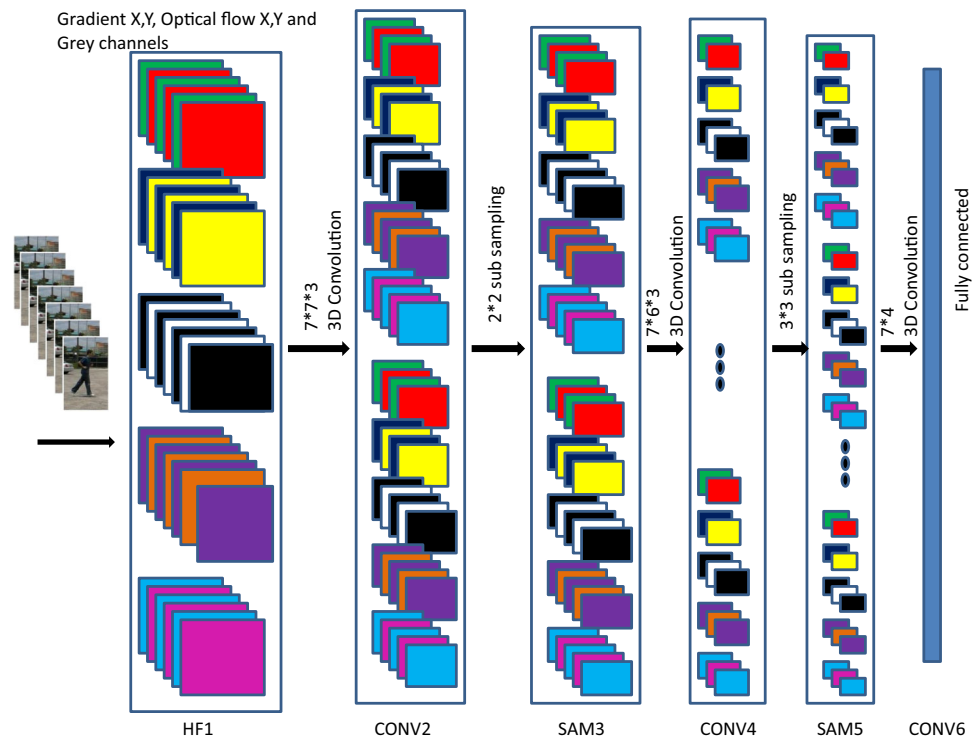 Gradient X,Y, Optical flow X,Y and
Grey channels
7*7*3
3D Convolution
2*2 sub sampling
7*6*3
3D Convolution
3*3 sub sampling
7*4
3D Convolution
Fully connected
HF1
CONV2
SAM3
CONV4
SAM5
CONV6